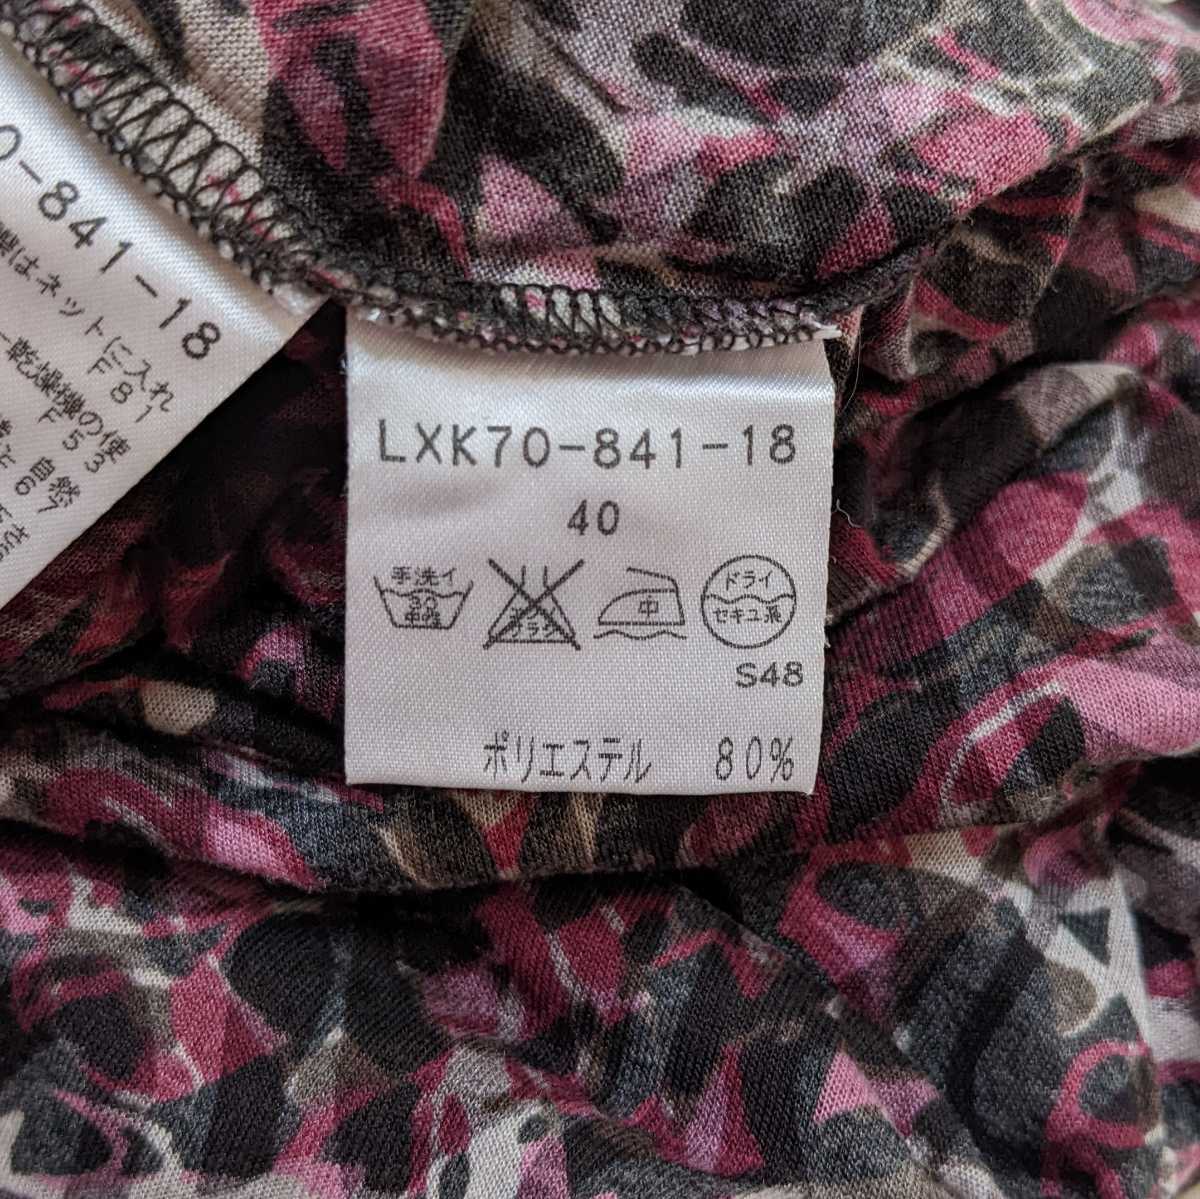 0-841-18
はネットに入れ
F81
乾燥機の使
F53
自然
LXK70-841-18
40
手洗イ
中
ドライ
セキユ系
S48
ポリエステル 80%